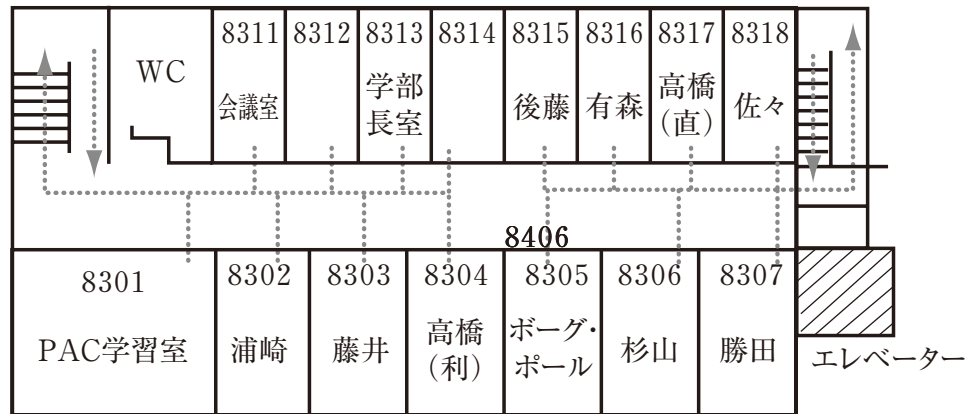 8311
8312
8313
8314
8315
8316
8317
8318
WC
会議室
学部
長室
後藤
有森
高橋
(直)
佐々
8406
8301
8302
8303
8304
8305
8306
8307
PAC学習室
浦崎
藤井
高橋
(利)
ボーグ・
ポール
杉山
勝田
エレベーター